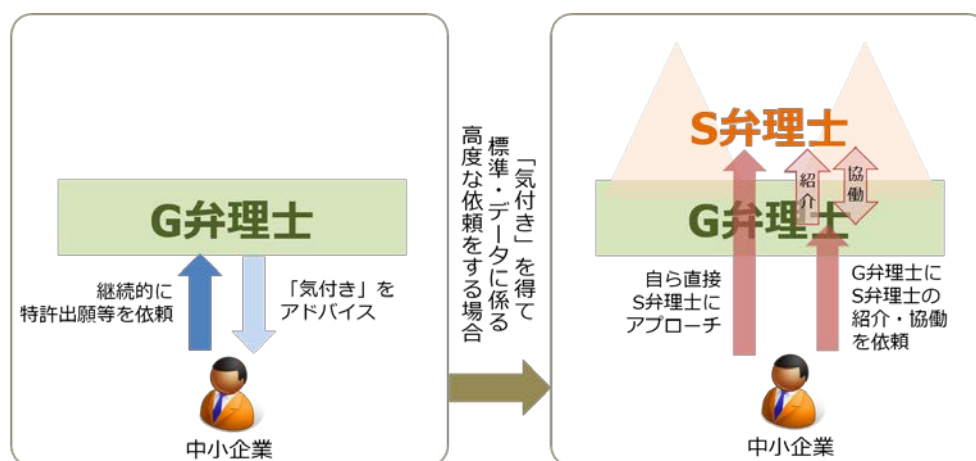 G弁理士
継続的に
特許出願等を依頼
「気付き」を
アドバイス
中小企業
「気付き」を得て
標準・データに係る
高度な依頼をする場合
S弁理士
紹介
協働
G弁理士
自ら直接
S弁理士に
アプローチ
G弁理士に
S弁理士の
紹介・協働
を依頼
中小企業